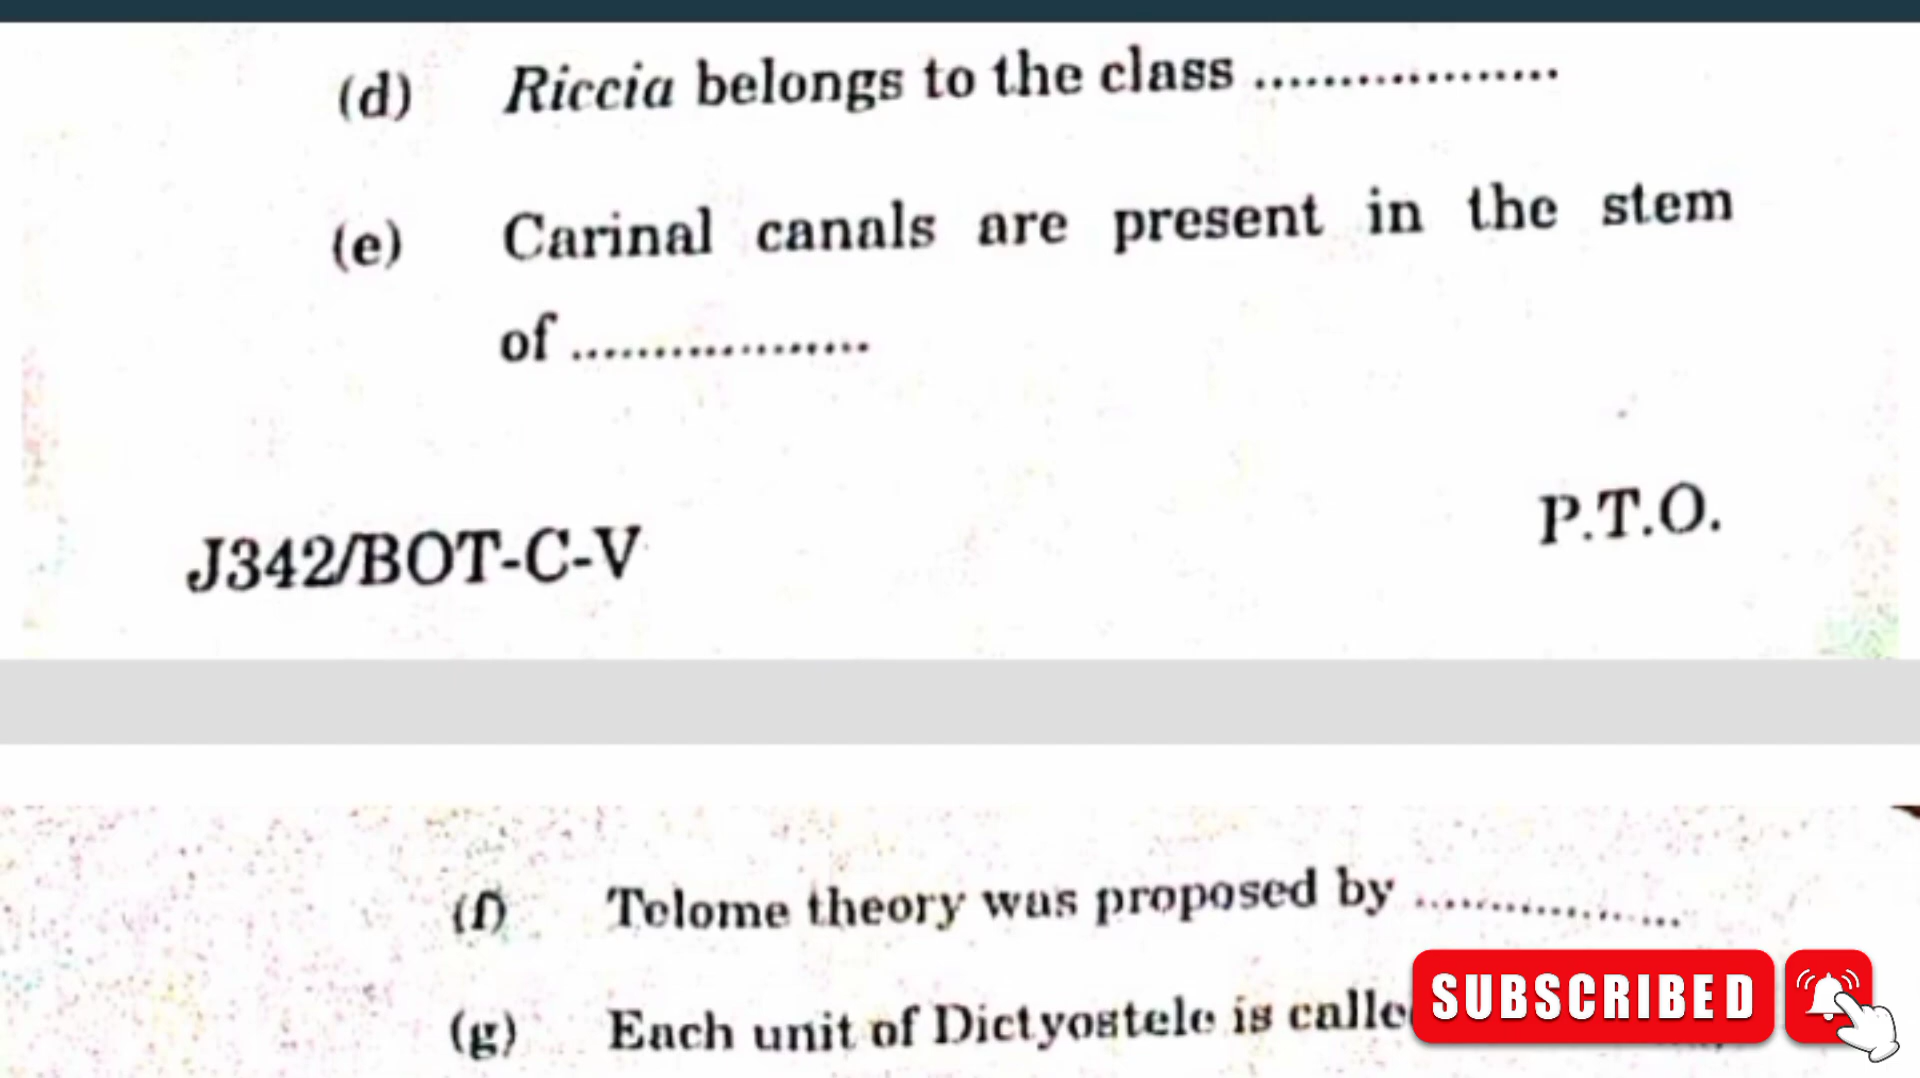 (d) Riccia belongs to the class ..................
(e) Carinal canals are present in the stem
of ..................
P.T.O.
J342/BOT-C-V
(f) Telome theory was proposed by ..................
(g) Each unit of Dictyostele is calle
SUBSCRIBED